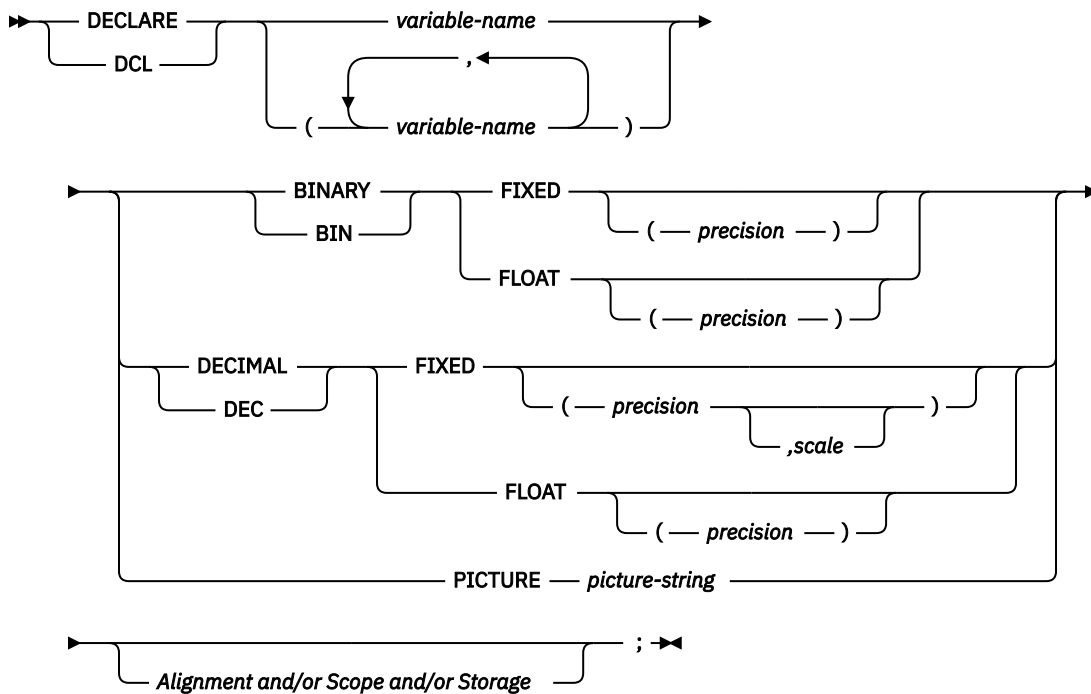 DECLARE variable-name
DCL ,
( variable-name )
BINARY FIXED
BIN ( precision )
FLOAT
( precision )
DECIMAL FIXED
DEC ( precision )
,scale
FLOAT
( precision )
PICTURE picture-string
;
Alignment and/or Scope and/or Storage